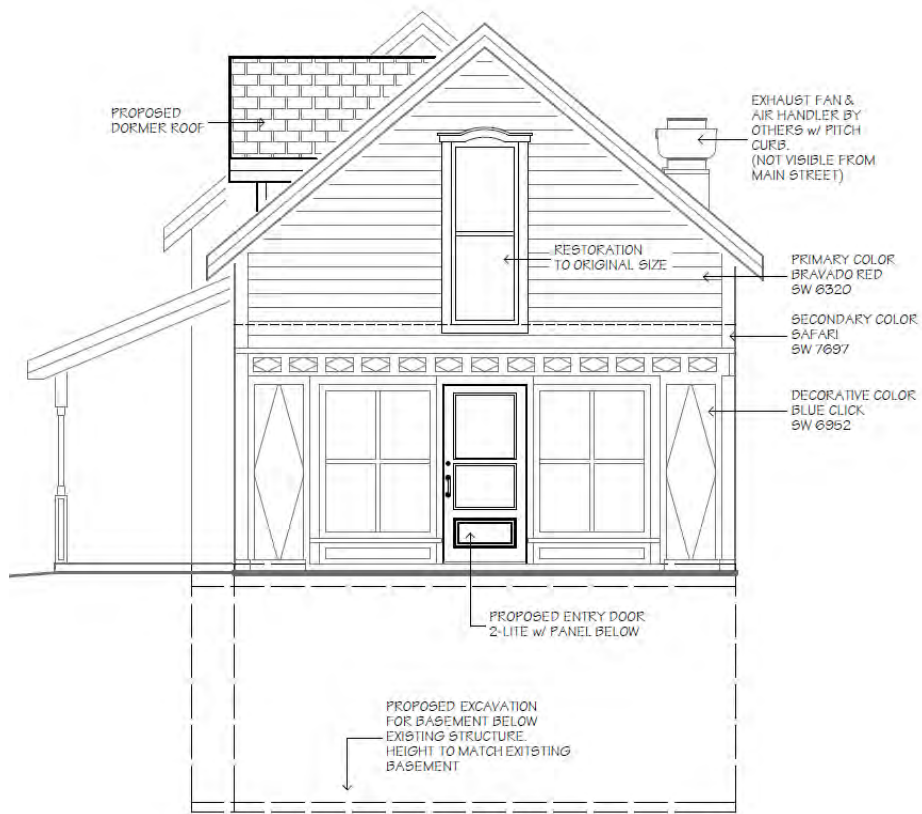 PROPOSED
DORMER ROOF
EXHAUST FAN &
AIR HANDLER BY
OTHERS w/ PITCH
CURB.
(NOT VISIBLE FROM
MAIN STREET)
RESTORATION
TO ORIGINAL SIZE
PRIMARY COLOR
BRAVADO RED
SW 6320
SECONDARY COLOR
SAFARI
SW 7697
DECORATIVE COLOR
BLUE CLICK
SW 6952
PROPOSED ENTRY DOOR
2-LITE w/ PANEL BELOW
PROPOSED EXCAVATION
FOR BASEMENT BELOW
EXISTING STRUCTURE.
HEIGHT TO MATCH EXITSTING
BASEMENT